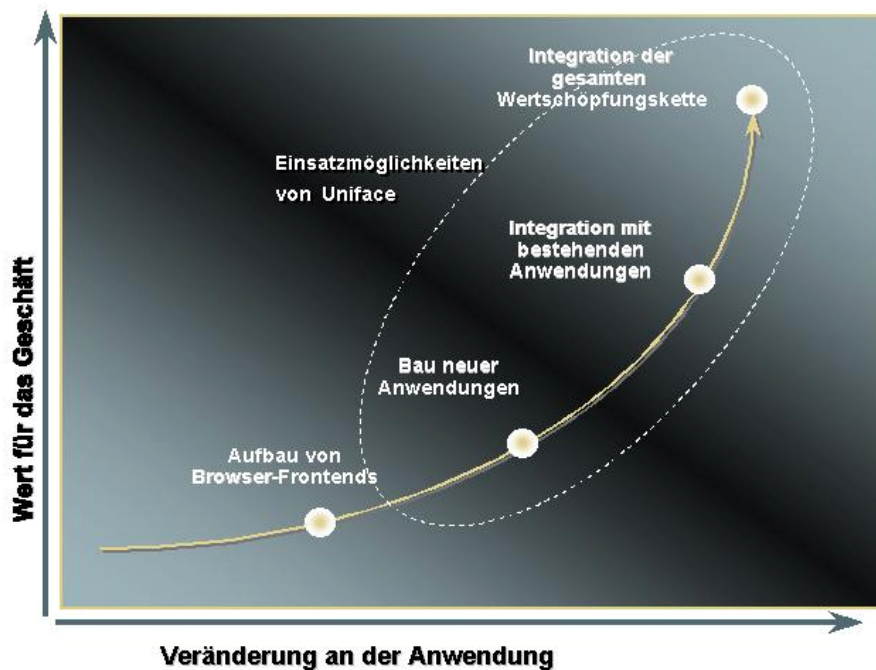 Integration der
gesamten
Wertschöpfungskette
Einsatzmöglichkeiten
von Uniface
Integration mit
bestehenden
Anwendungen
Bau neuer
Anwendungen
Aufbau von
Browser-Frontends
Wert für das Geschäft
Veränderung an der Anwendung